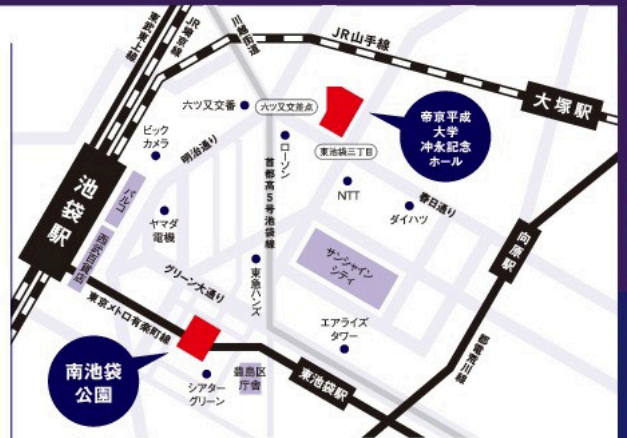 東武東上線
JR埼京線
川越街道
JR山手線
大塚駅
六ツ又交番
六ツ又交差点
帝京平成
大学
冲永記念
ホール
ビック
カメラ
明治通り
ローソン
東池袋三丁目
首都高5号池袋線
NTT
春日通り
ダイハツ
池袋駅
パルコ
ヤマダ
電機
向原駅
西武百貨店
サンシャイン
シティ
グリーン大通り
東急ハンズ
東京メトロ有楽町線
エアライズ
タワー
都電荒川線
南池袋
公園
シアター
グリーン
豊島区
庁舎
東池袋駅